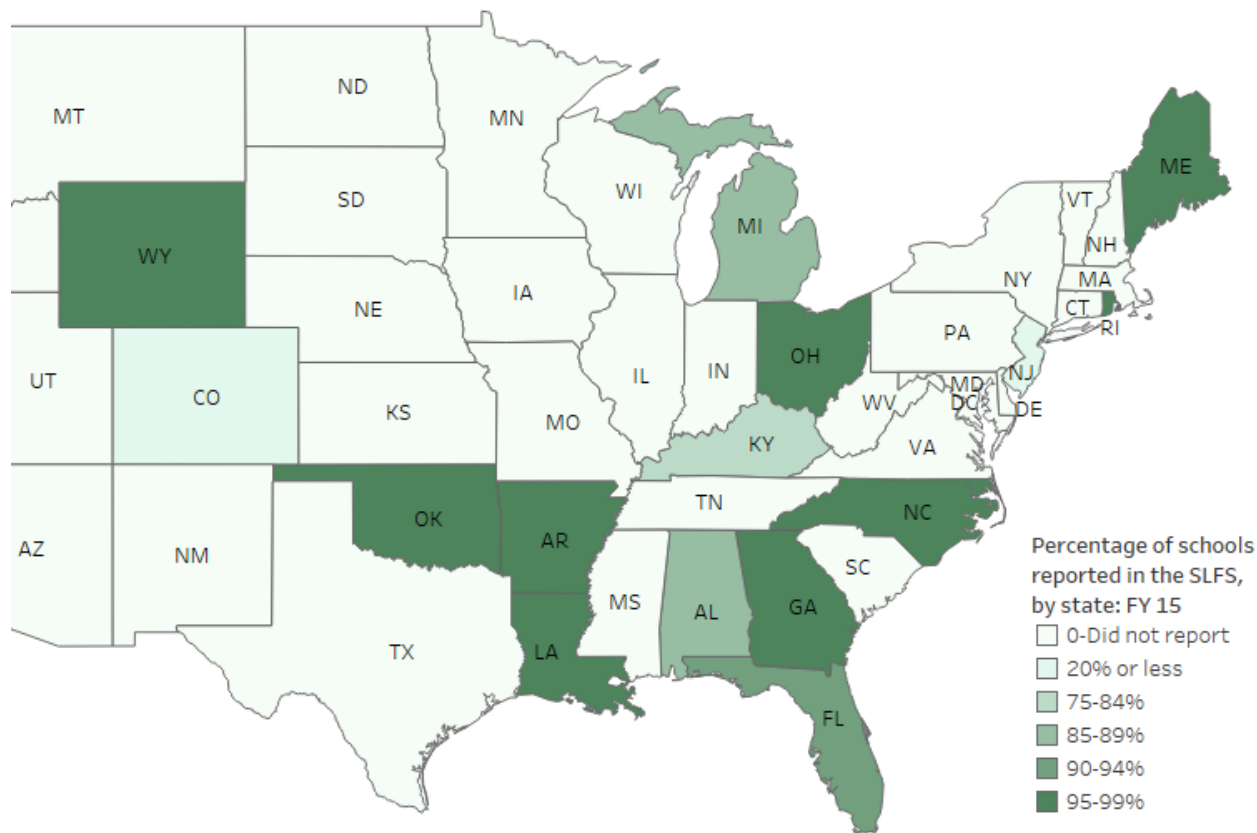 MT
ND
MN
ME
SD
WI
VT
MI
NH
WY
NY
MA
IA
CT
NE
RI
PA
OH
UT
IL
IN
MD
NJ
CO
DC
DE
WV
KS
MO
KY
VA
TN
OK
NC
AR
AZ
NM
SC
MS
AL
GA
TX
LA
FL
Percentage of schools
reported in the SLFS,
by state: FY 15
0-Did not report
20% or less
75-84%
85-89%
90-94%
95-99%